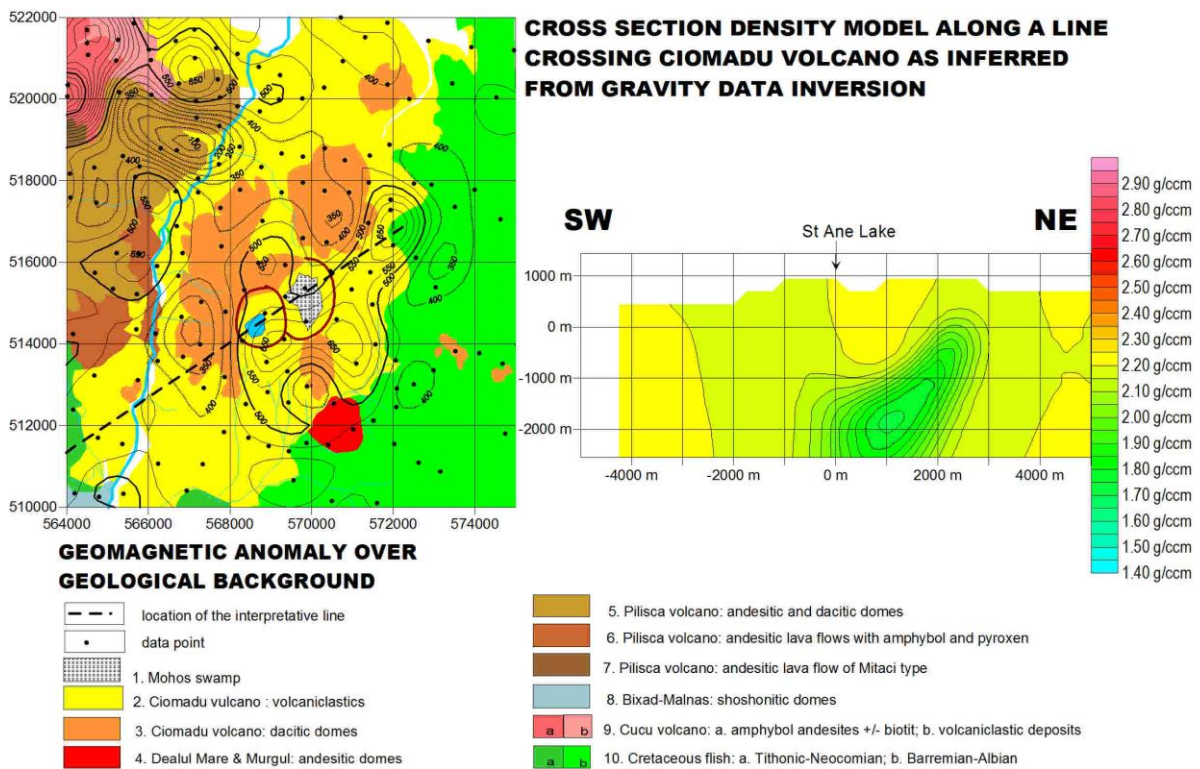 CROSS SECTION DENSITY MODEL ALONG A LINE
CROSSING CIOMADU VOLCANO AS INFERRED
FROM GRAVITY DATA INVERSION
522000
520000
518000
516000
514000
512000
510000
564000 566000 568000 570000 572000 574000
SW
NE
St Ane Lake
1000 m
0 m
-1000 m
-2000 m
-4000 m -2000 m 0 m 2000 m 4000 m
2.90 g/ccm
2.80 g/ccm
2.70 g/ccm
2.60 g/ccm
2.50 g/ccm
2.40 g/ccm
2.30 g/ccm
2.20 g/ccm
2.10 g/ccm
2.00 g/ccm
1.90 g/ccm
1.80 g/ccm
1.70 g/ccm
1.60 g/ccm
1.50 g/ccm
1.40 g/ccm
GEOMAGNETIC ANOMALY OVER
GEOLOGICAL BACKGROUND
location of the interpretative line
data point
1. Mohos swamp
2. Ciomadu vulcano : volcaniclastics
3. Ciomadu volcano: dacitic domes
4. Dealul Mare & Murgul: andesitic domes
5. Pilisca volcano: andesitic and dacitic domes
6. Pilisca volcano: andesitic lava flows with amphybol and pyroxen
7. Pilisca volcano: andesitic lava flow of Mitaci type
8. Bixad-Malnas: shoshonitic domes
a b 9. Cucu volcano: a. amphybol andesites +/- biotit; b. volcaniclastic deposits
a b 10. Cretaceous flish: a. Tithonic-Neocomian; b. Barremian-Albian